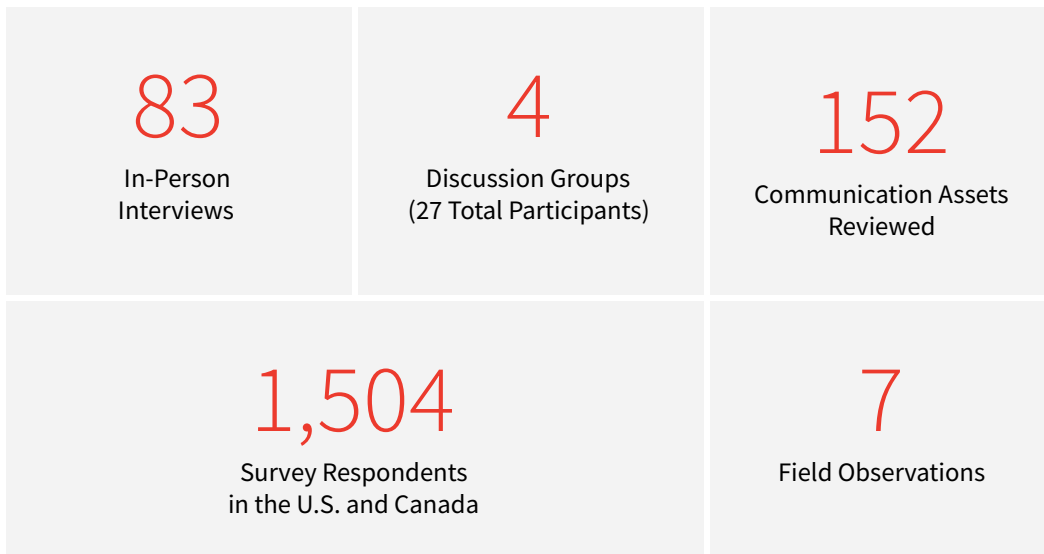 83
In-Person
Interviews
4
Discussion Groups
(27 Total Participants)
152
Communication Assets
Reviewed
1,504
Survey Respondents
in the U.S. and Canada
7
Field Observations